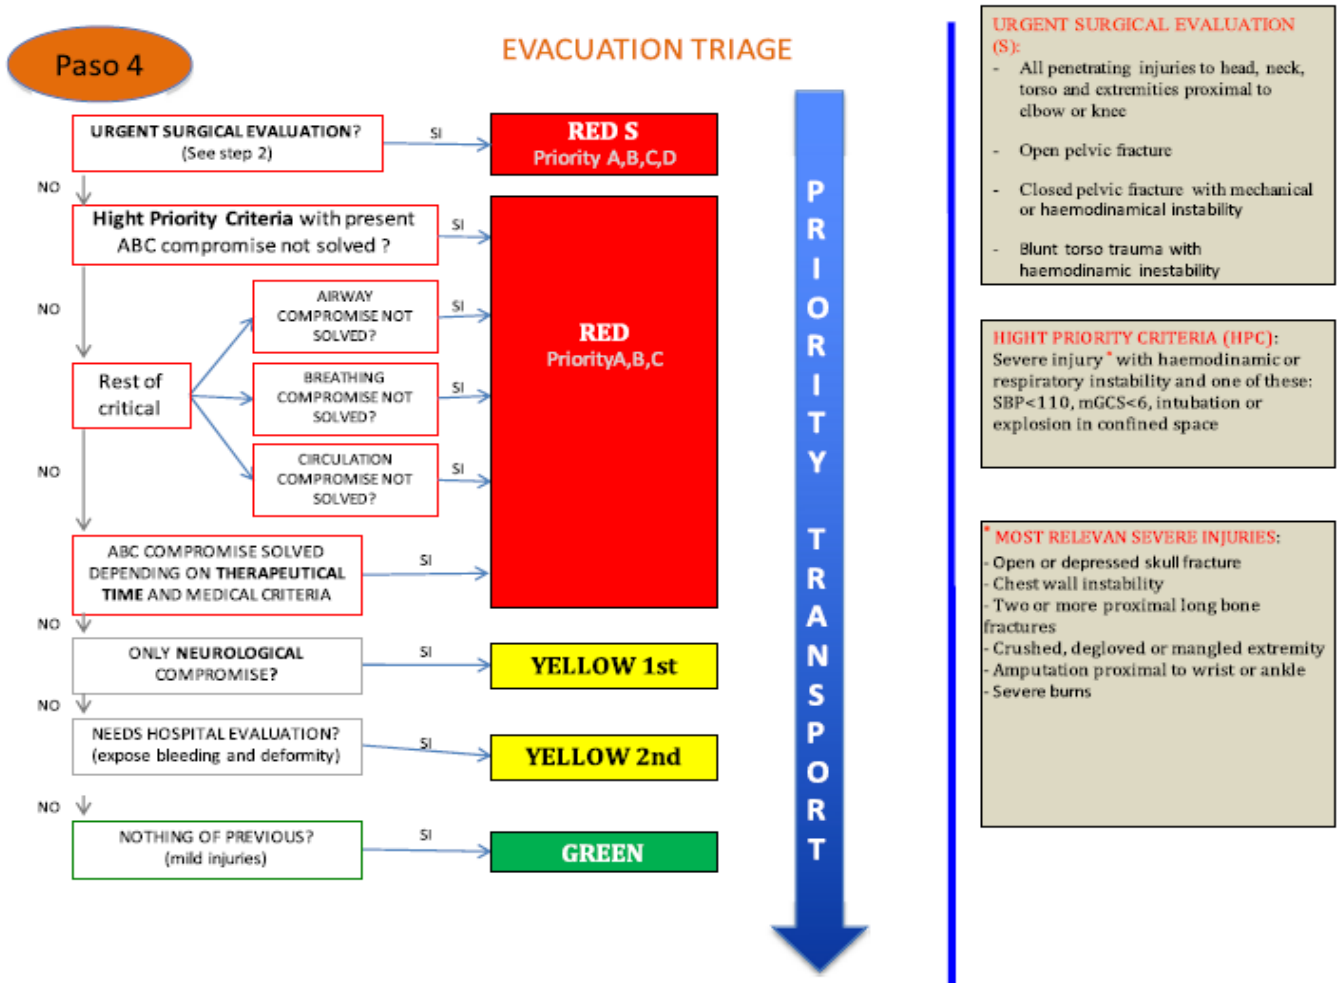 Paso 4
EVACUATION TRIAGE
URGENT SURGICAL EVALUATION?
(See step 2)
SI
RED S
Priority A,B,C,D
NO
Hight Priority Criteria with present
ABC compromise not solved ?
SI
NO
Rest of
critical
AIRWAY
COMPROMISE NOT
SOLVED?
SI
BREATHING
COMPROMISE NOT
SOLVED?
SI
CIRCULATION
COMPROMISE NOT
SOLVED?
SI
RED
PriorityA,B,C
NO
ABC COMPROMISE SOLVED
DEPENDING ON THERAPEUTICAL
TIME AND MEDICAL CRITERIA
SI
NO
ONLY NEUROLOGICAL
COMPROMISE?
SI
YELLOW 1st
NO
NEEDS HOSPITAL EVALUATION?
(expose bleeding and deformity)
SI
YELLOW 2nd
NO
NOTHING OF PREVIOUS?
(mild injuries)
SI
GREEN
PRIORITY TRANSPORT
URGENT SURGICAL EVALUATION
(S):
- All penetrating injuries to head, neck,
torso and extremities proximal to
elbow or knee
- Open pelvic fracture
- Closed pelvic fracture with mechanical
or haemodinamical instability
- Blunt torso trauma with
haemodinamic inestability
HIGHT PRIORITY CRITERIA (HPC):
Severe injury * with haemodinamic or
respiratory instability and one of these:
SBP<110, mGCS<6, intubation or
explosion in confined space
* MOST RELEVAN SEVERE INJURIES:
- Open or depressed skull fracture
- Chest wall instability
- Two or more proximal long bone
fractures
- Crushed, degloved or mangled extremity
- Amputation proximal to wrist or ankle
- Severe burns